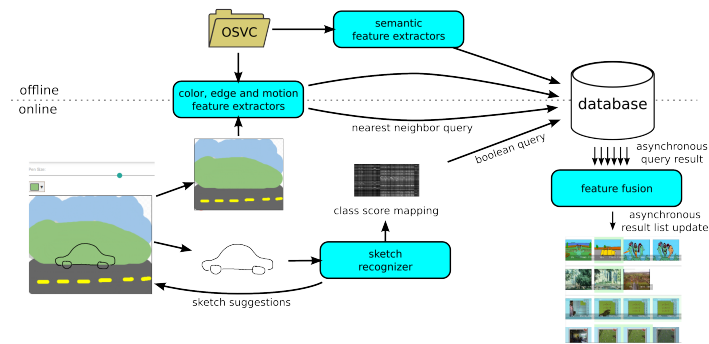 OSVC
semantic
feature extractors
offline
online
color, edge and motion
feature extractors
database
nearest neighbor query
boolean query
asynchronous
query result
feature fusion
asynchronous
result list update
class score mapping
sketch
recognizer
sketch suggestions